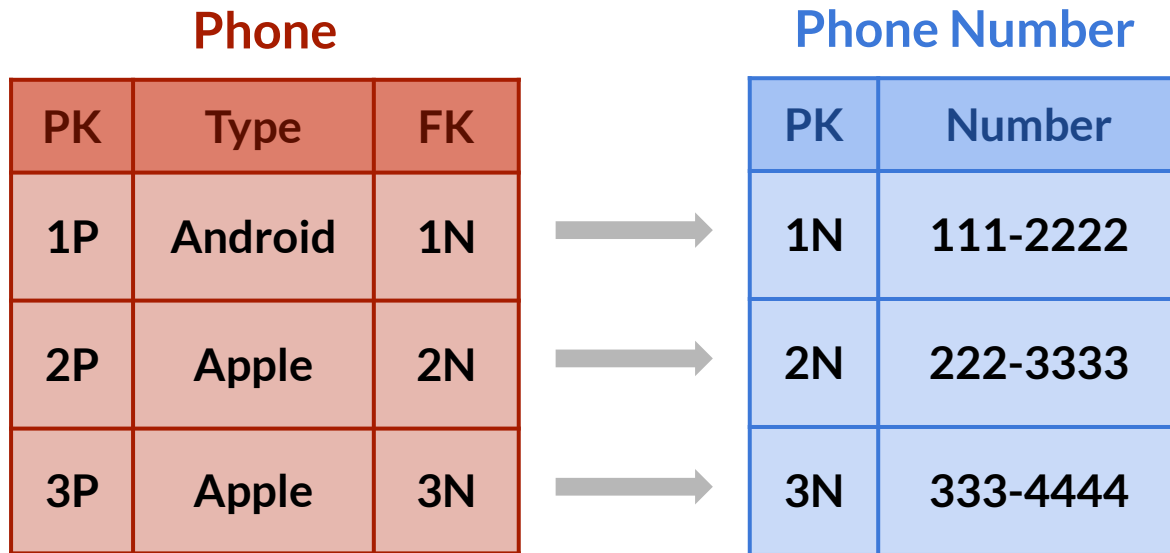 Phone Phone Number
PK Type FK PK Number
1P Android 1N 1N 111-2222
2P Apple 2N 2N 222-3333
3P Apple 3N 3N 333-4444